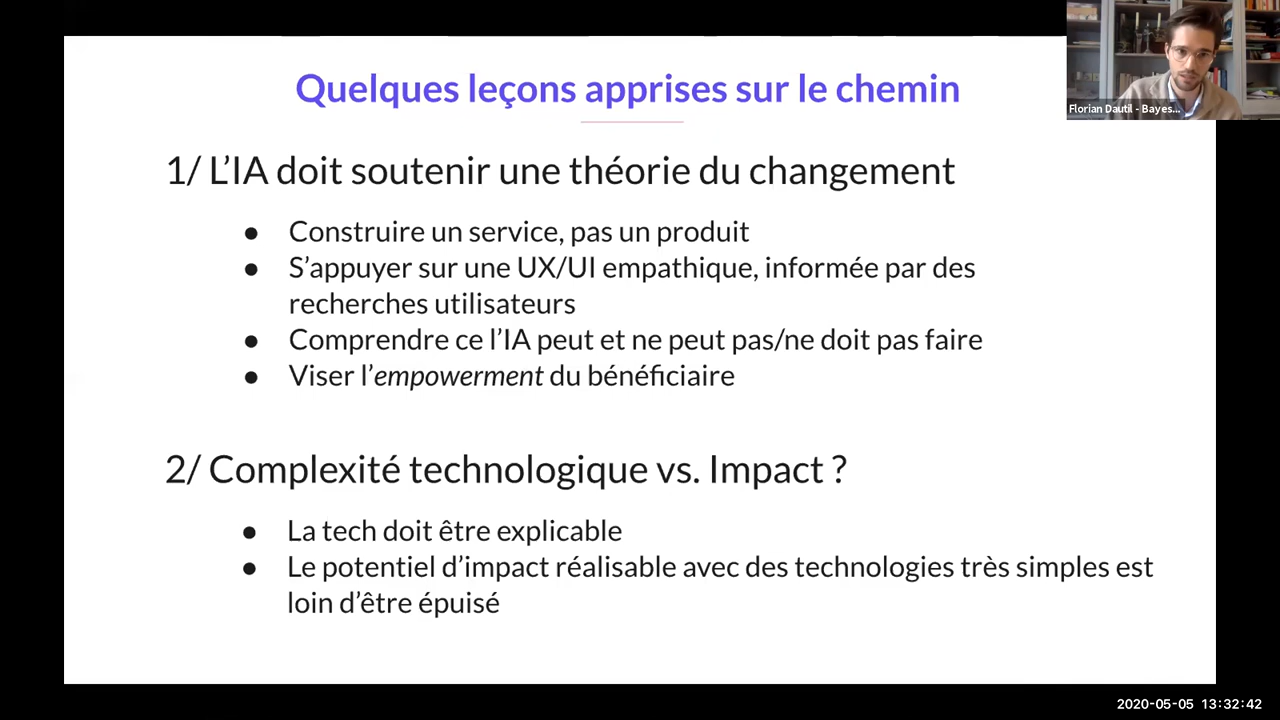 Quelques leçons apprises sur le chemin
Florian Dautil - Bayes...
1/ L’IA doit soutenir une théorie du changement
● Construire un service, pas un produit
● S’appuyer sur une UX/UI empathique, informée par des
recherches utilisateurs
● Comprendre ce l’IA peut et ne peut pas/ne doit pas faire
● Viser l’empowerment du bénéficiaire
2/ Complexité technologique vs. Impact ?
● La tech doit être explicable
● Le potentiel d’impact réalisable avec des technologies très simples est
loin d’être épuisé
2020-05-05 13:32:42